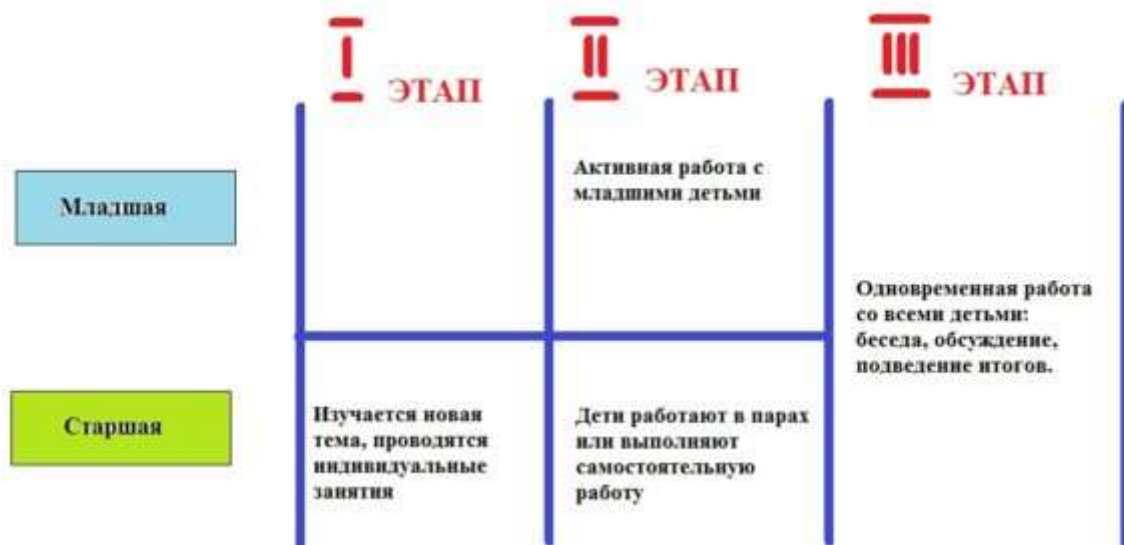 I ЭТАП
II ЭТАП
III ЭТАП
Младшая
Активная работа с
младшими детьми
Одновременная работа
со всеми детьми:
беседа, обсуждение,
подведение итогов.
Старшая
Изучается новая
тема, проводятся
индивидуальные
занятия
Дети работают в парах
или выполняют
самостоятельную
работу